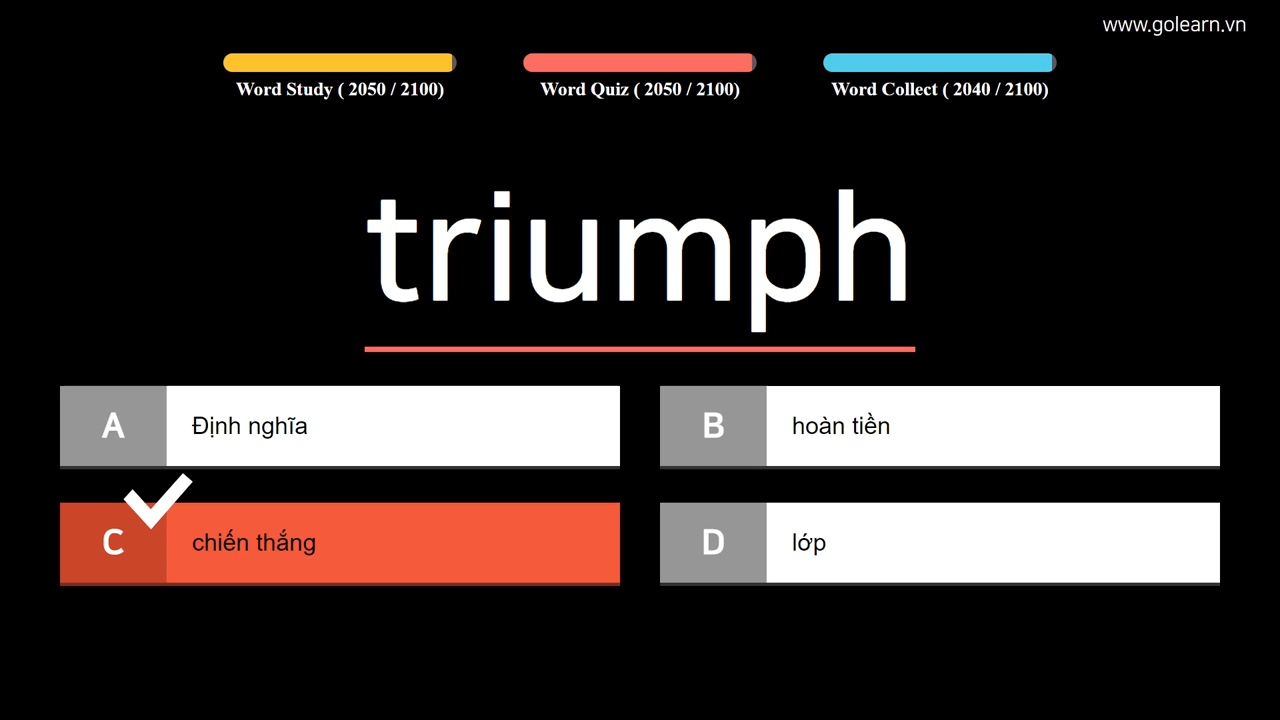 www.golearn.vn
Word Study ( 2050 / 2100)
Word Quiz ( 2050 / 2100)
Word Collect ( 2040 / 2100)
triumph
A Định nghĩa
B hoàn tiền
C chiến thắng
D lớp